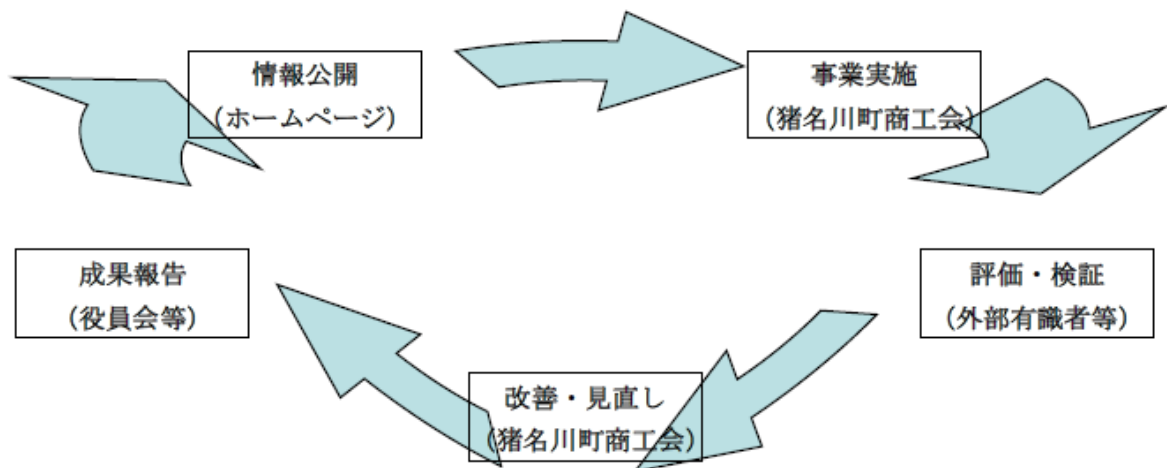 情報公開
（ホームページ）
事業実施
（猪名川町商工会）
評価・検証
（外部有識者等）
改善・見直し
（猪名川町商工会）
成果報告
（役員会等）